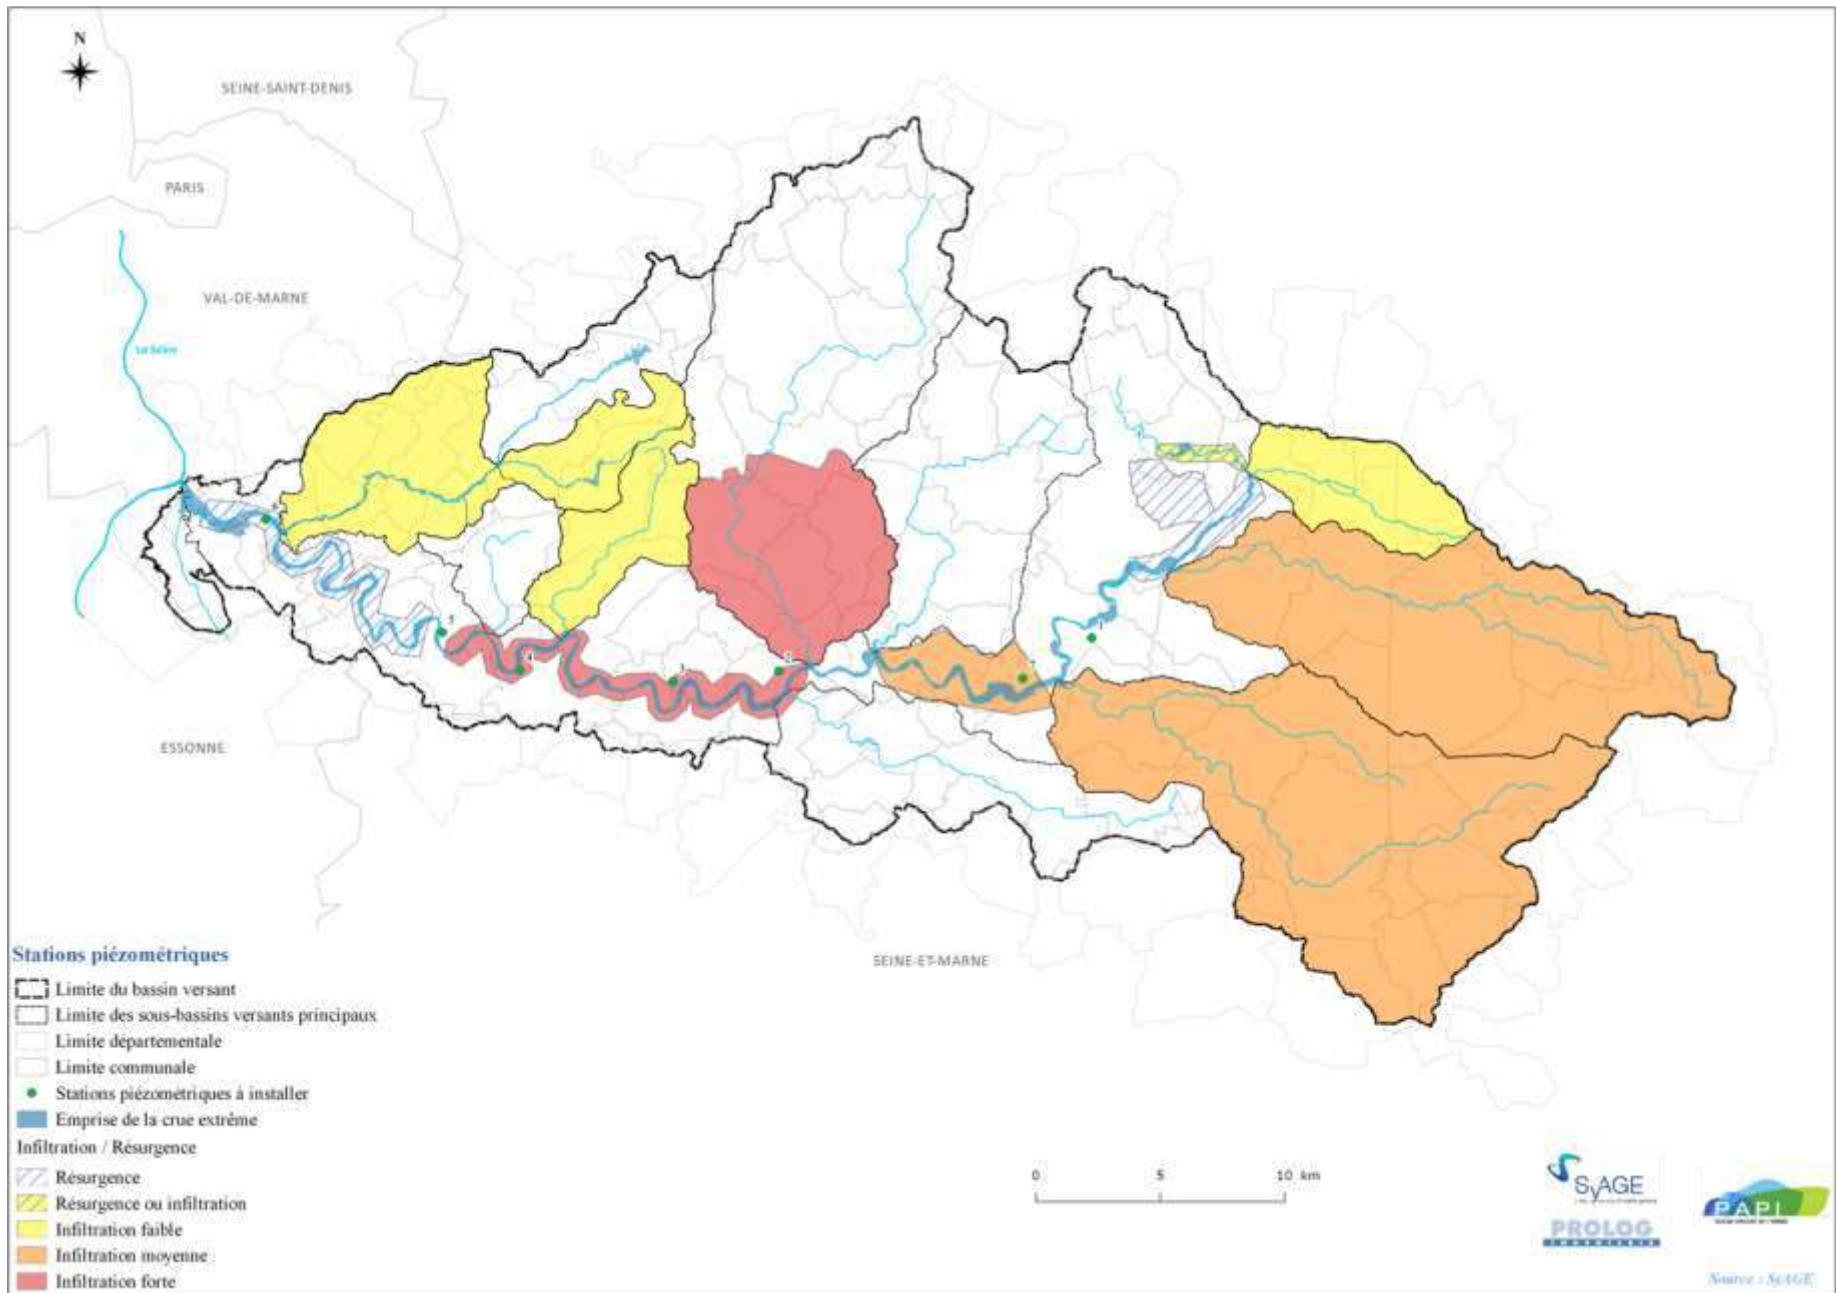 N
SEINE-SAINT-DENIS
PARIS
VAL-DE-MARNE
La Seine
5
4
ESSONNE
SEINE-ET-MARNE
Stations piézométriques
Limite du bassin versant
Limite des sous-bassins versants principaux
Limite départementale
Limite communale
Stations piézométriques à installer
Emprise de la crue extrême
Infiltration / Résurgence
Résurgence
Résurgence ou infiltration
Infiltration faible
Infiltration moyenne
Infiltration forte
0 5 10 km
SyAGE
PROLOG
INGENIERIE
PAPI
Source : SyAGE